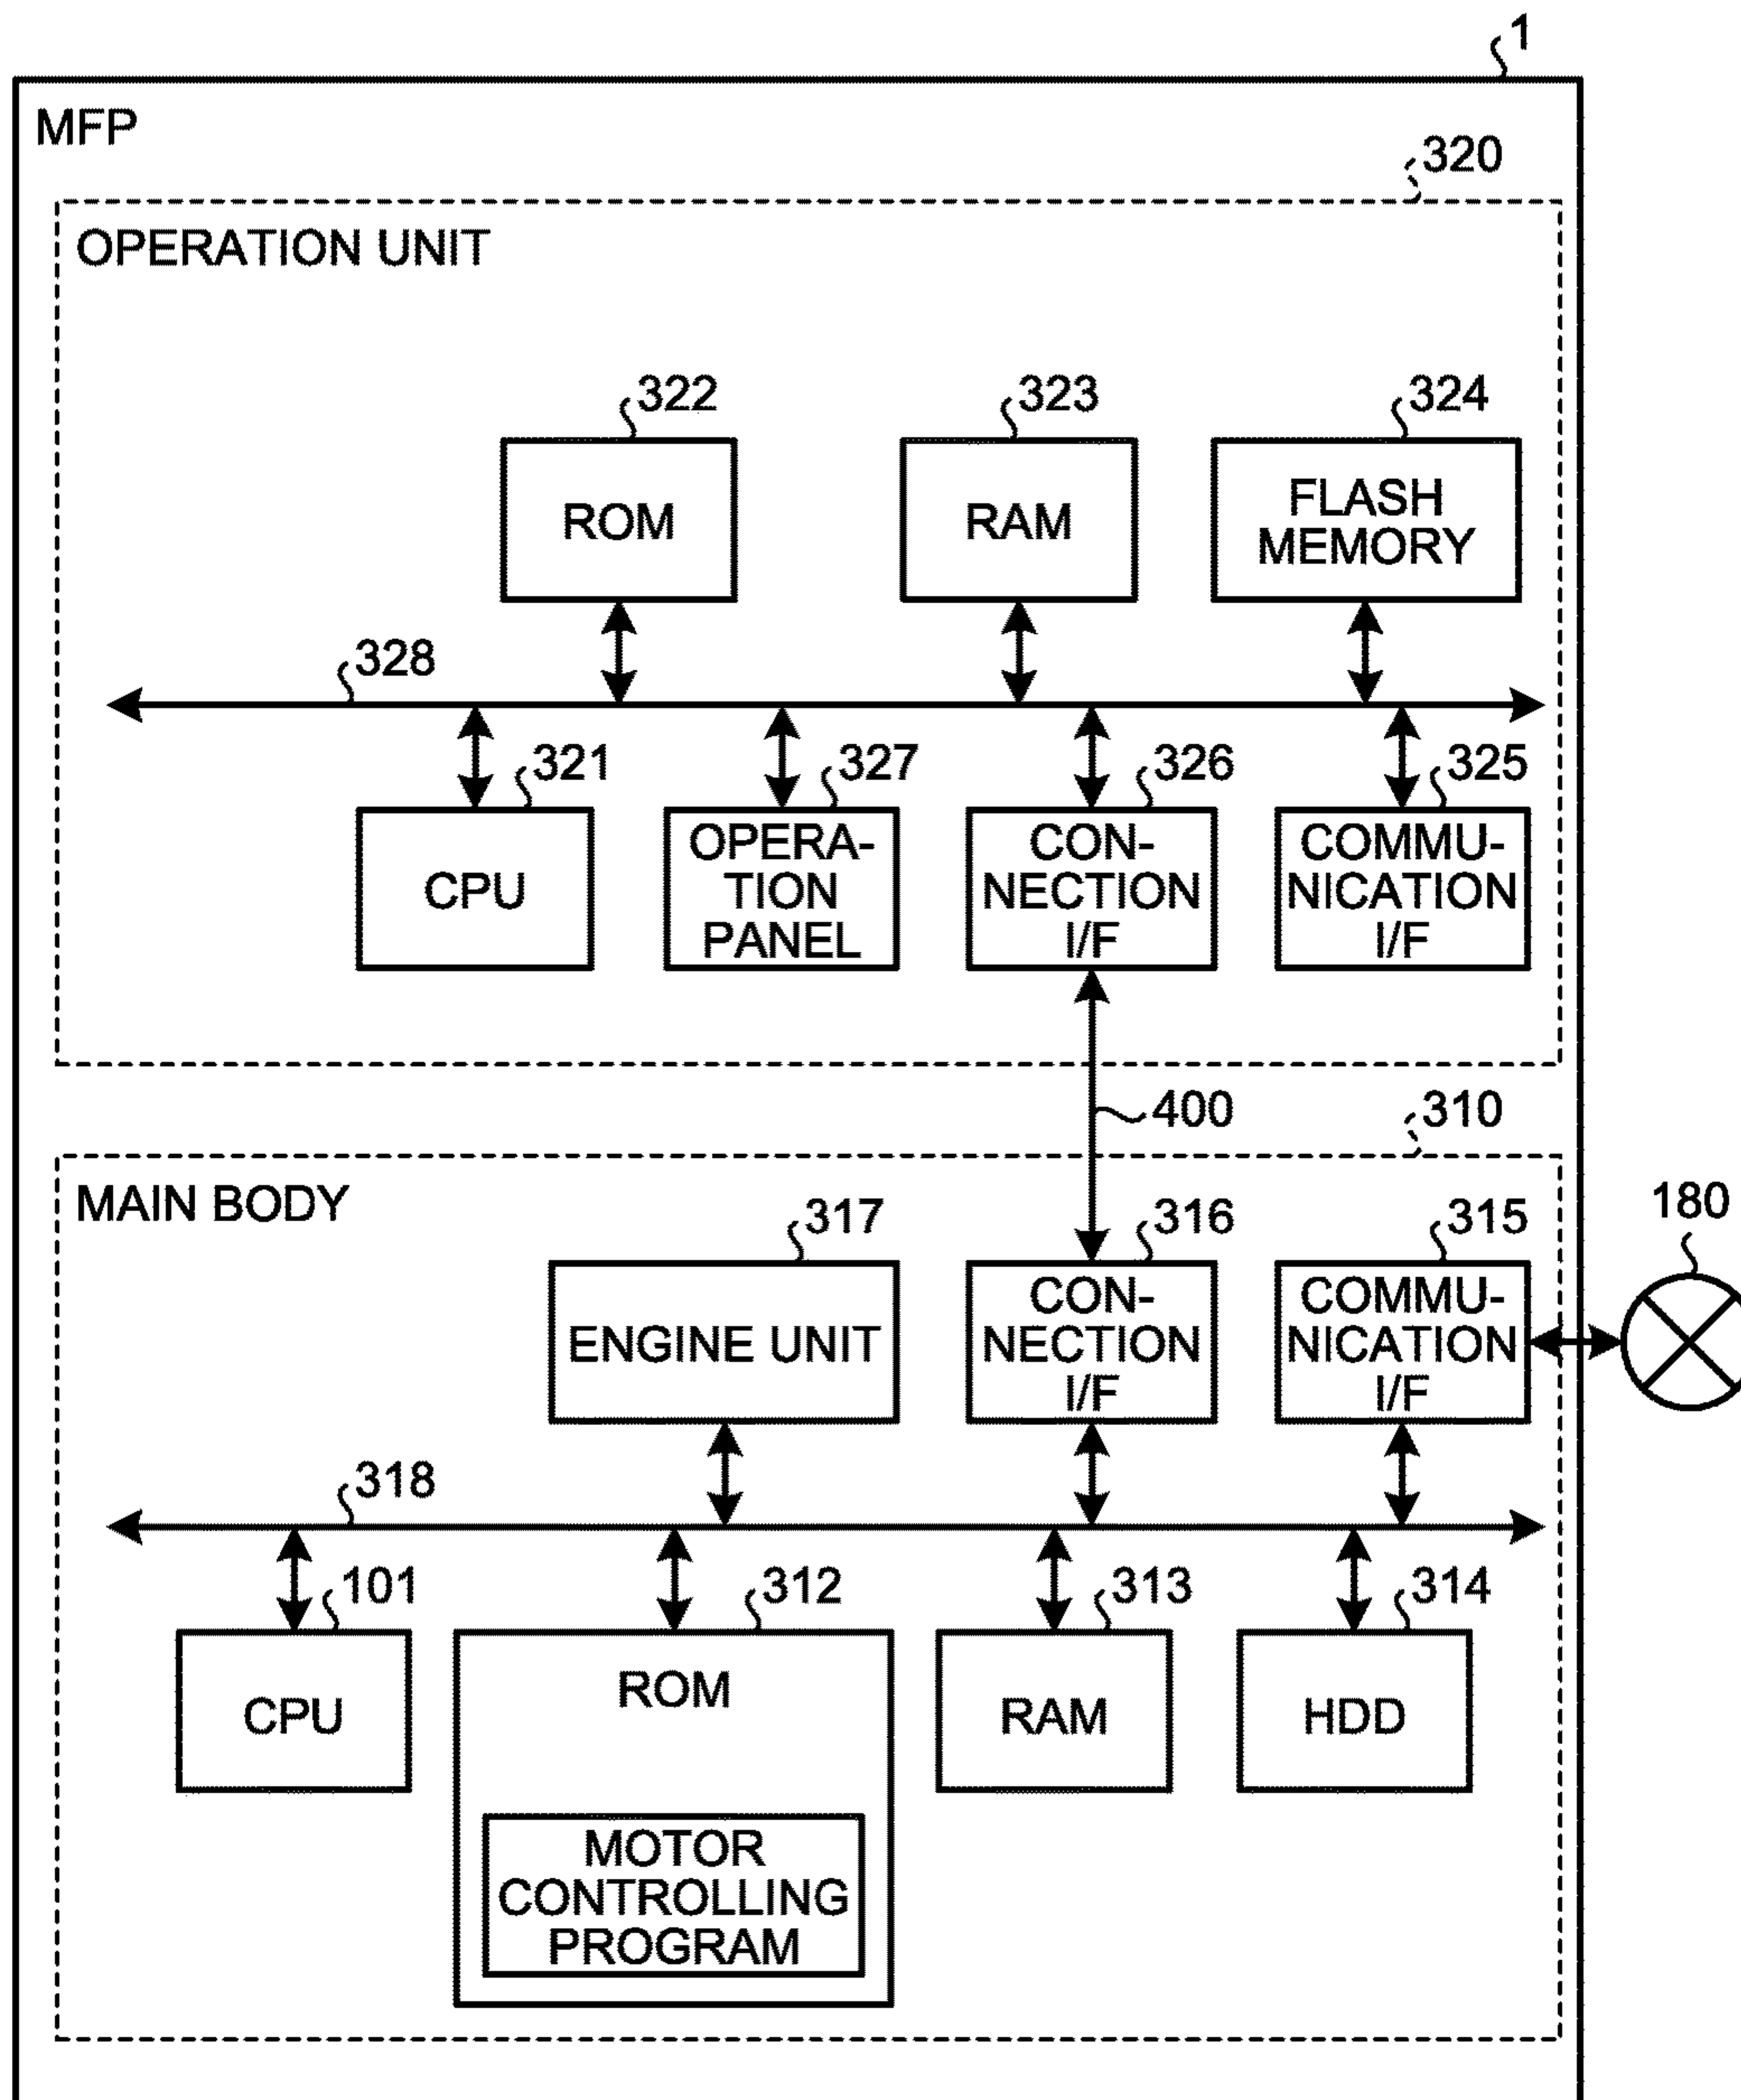 1
MFP
320
OPERATION UNIT
322
323
324
ROM
RAM
FLASH
MEMORY
328
321
327
326
325
CPU
OPERA-
TION
PANEL
CON-
NECTION
I/F
COMMU-
NICATION
I/F
400
310
MAIN BODY
317
316
315
180
ENGINE UNIT
CON-
NECTION
I/F
COMMU-
NICATION
I/F
318
101
312
313
314
CPU
ROM
RAM
HDD
MOTOR
CONTROLLING
PROGRAM